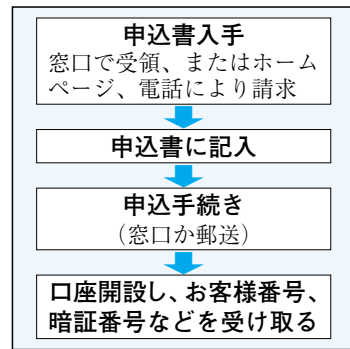 申込書入手
窓口で受領、またはホーム
ページ、電話により請求
申込書に記入
申込手続き
（窓口か郵送）
口座開設し、お客様番号、
暗証番号などを受け取る